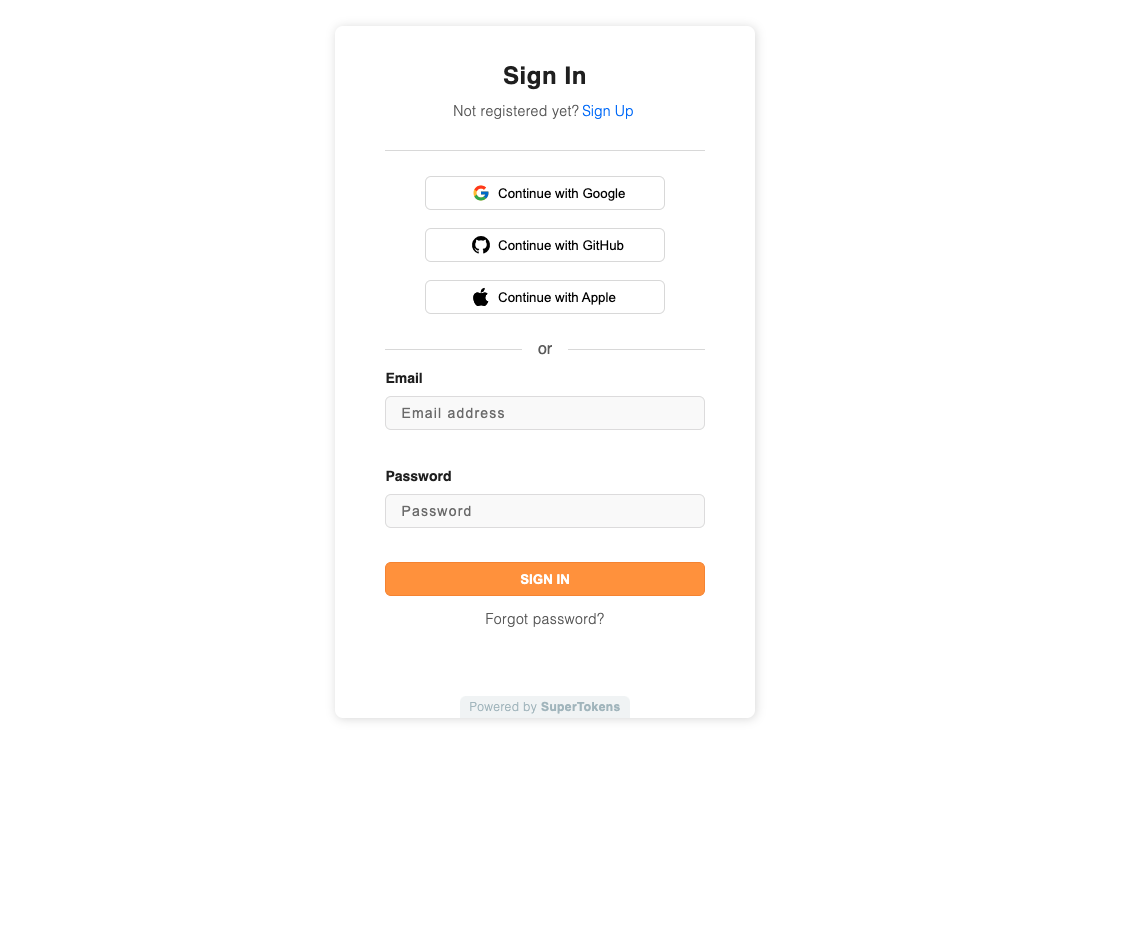 Sign In
Not registered yet? Sign Up
Continue with Google
Continue with GitHub
Continue with Apple
or
Email
Email address
Password
Password
SIGN IN
Forgot password?
Powered by SuperTokens